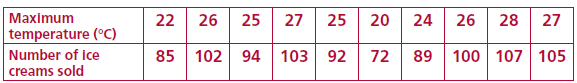 Maximum temperature (°C) 22 26 25 27 25 20 24 26 28 27
Number of ice creams sold 85 102 94 103 92 72 89 100 107 105